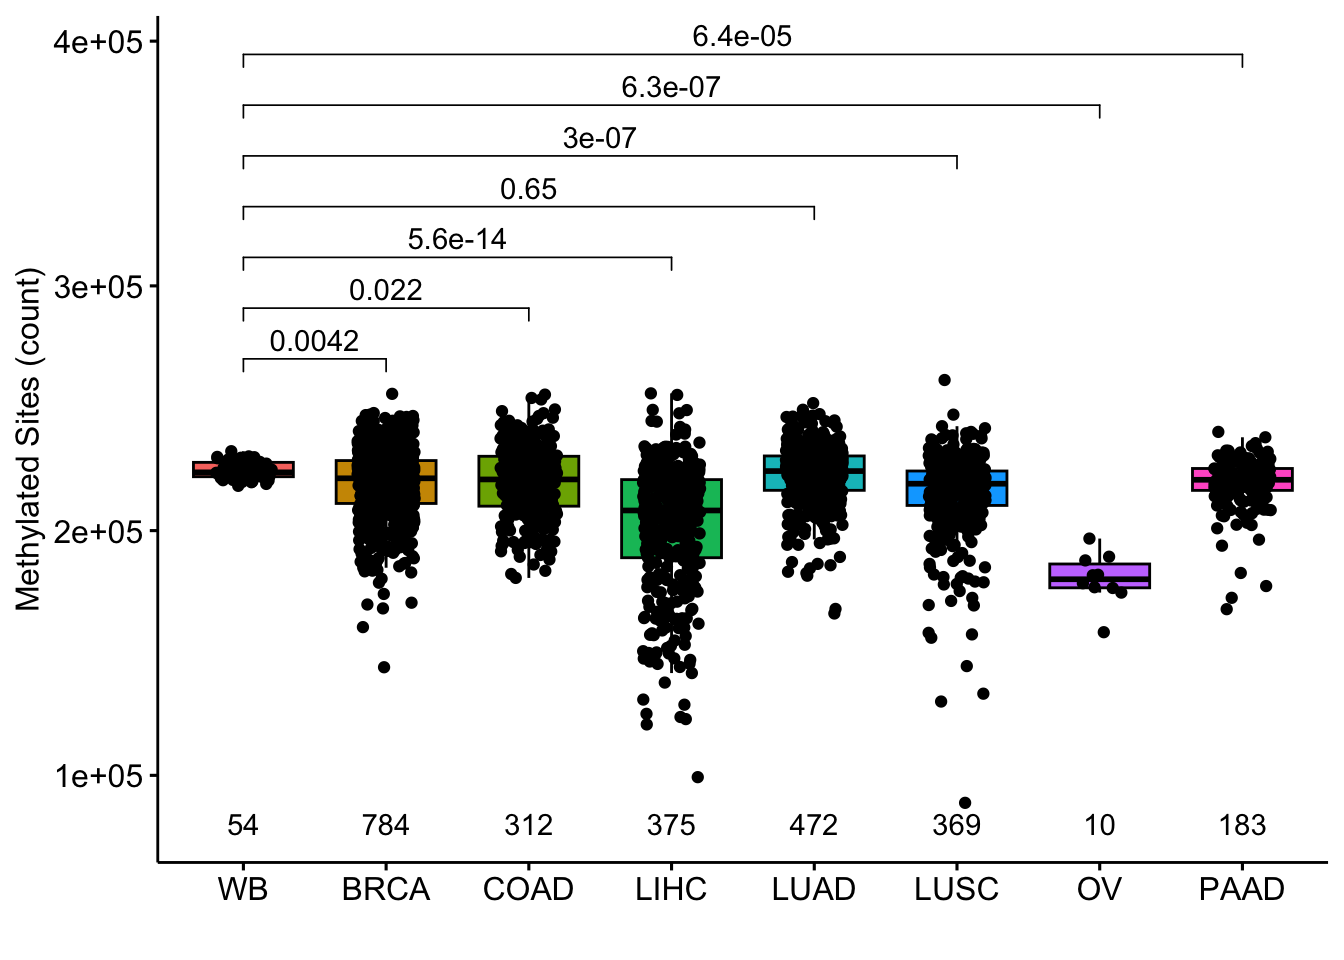 Methylated Sites (count)
4e+05
3e+05
2e+05
1e+05
6.4e-05
6.3e-07
3e-07
0.65
5.6e-14
0.022
0.0042
54 784 312 375 472 369 10 183
WB BRCA COAD LIHC LUAD LUSC OV PAAD